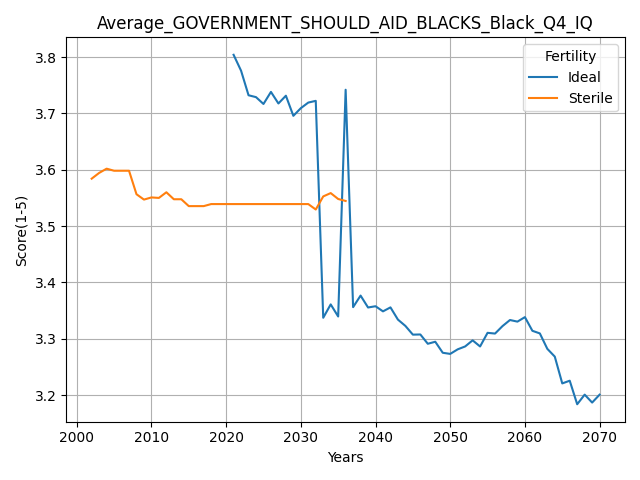 Average_GOVERNMENT_SHOULD_AID_BLACKS_Black_Q4_IQ
Fertility
Ideal
Sterile
Score(1-5)
3.8
3.7
3.6
3.5
3.4
3.3
3.2
2000 2010 2020 2030 2040 2050 2060 2070
Years